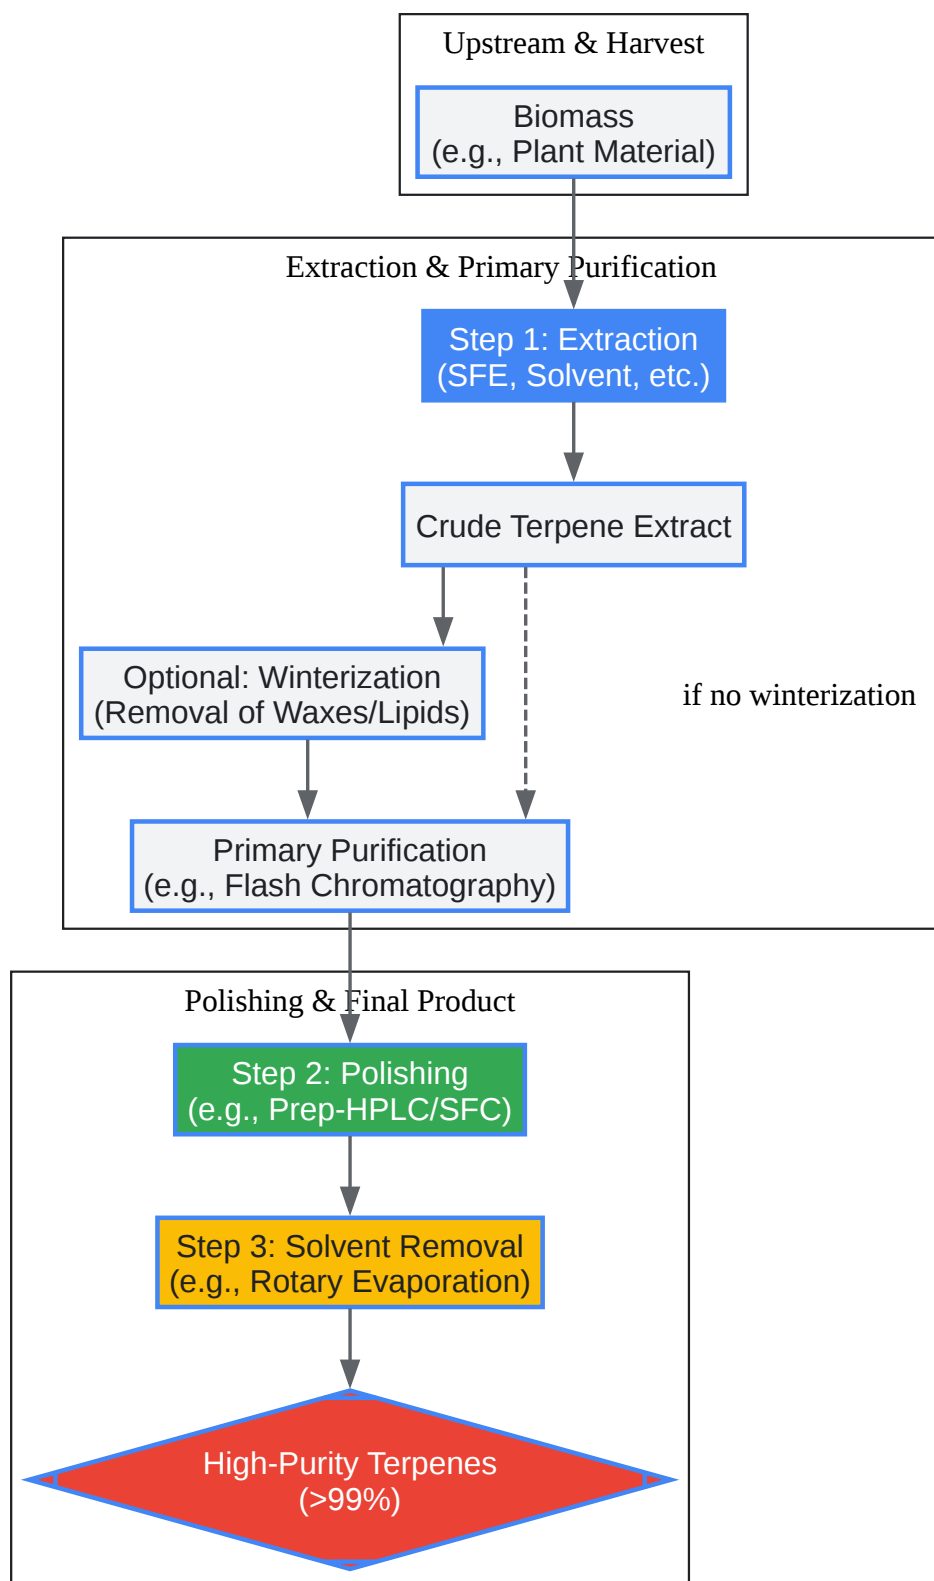 Upstream & Harvest
Biomass
(e.g., Plant Material)
Extraction & Primary Purification
Step 1: Extraction
(SFE, Solvent, etc.)
Crude Terpene Extract
Optional: Winterization
(Removal of Waxes/Lipids)
if no winterization
Primary Purification
(e.g., Flash Chromatography)
Polishing & Final Product
Step 2: Polishing
(e.g., Prep-HPLC/SFC)
Step 3: Solvent Removal
(e.g., Rotary Evaporation)
High-Purity Terpenes
(>99%)